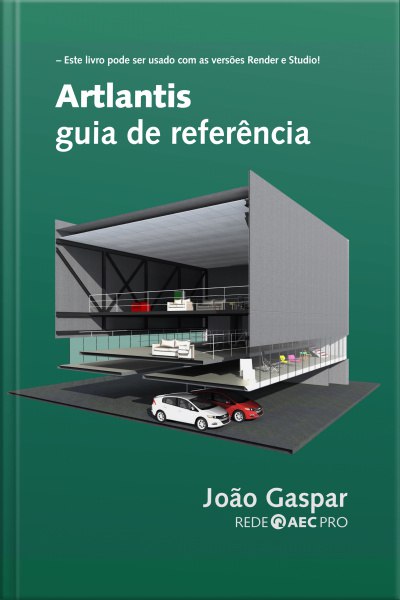 – Este livro pode ser usado com as versões Render e Studio!
Artlantis
guia de referência
João Gaspar
REDE AEC PRO